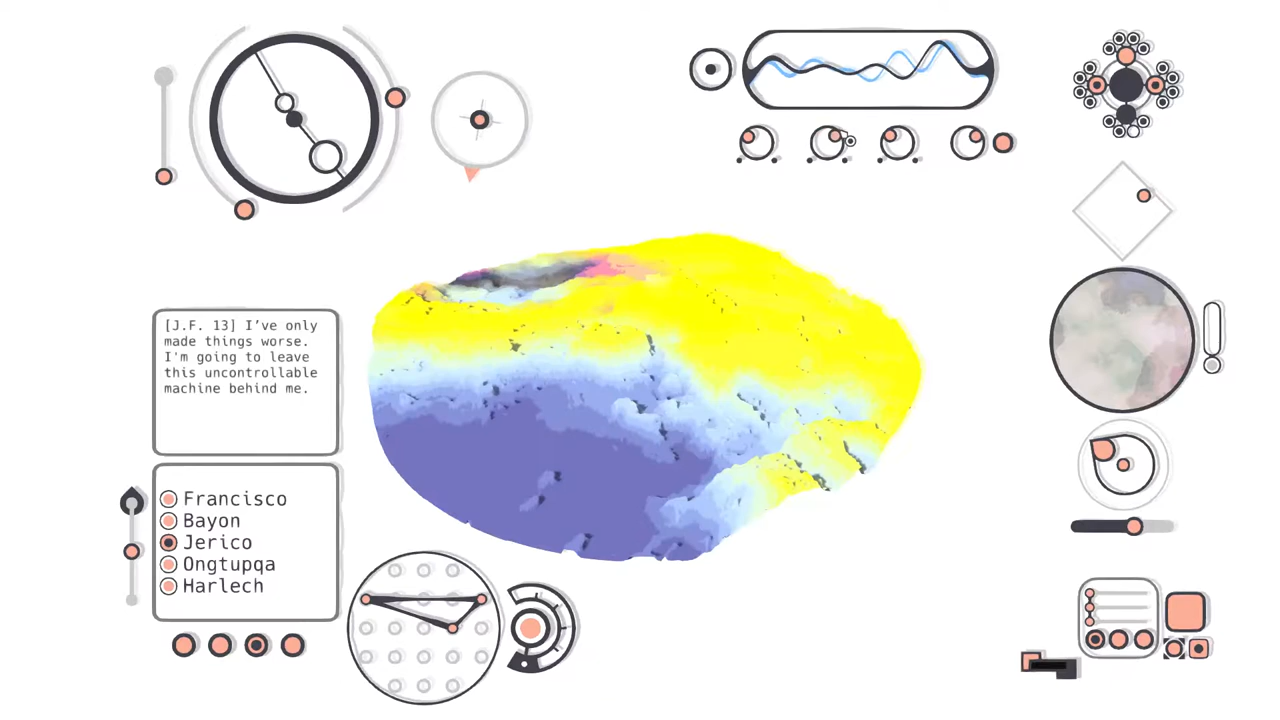 [J.F. 13] I’ve only
made things worse.
I'm going to leave
this uncontrollable
machine behind me.
Francisco
Bayon
Jerico
Ongtupqa
Harlech